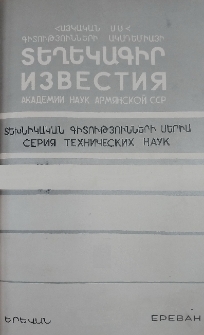 ՀԱՅԿԱԿԱՆ ՍՍՀ
ԳԻՏՈՒԹՅՈՒՆՆԵՐԻ ԱԿԱԴԵՄԻԱՅԻ
ՏԵՂԵԿԱԳԻՐ
ИЗВЕСТИЯ
АКАДЕМИИ НАУК АРМЯНСКОЙ ССР
ՏԵԽՆԻԿԱԿԱՆ ԳԻՏՈՒԹՅՈՒՆՆԵՐԻ ՍԵՐԻԱ
СЕРИЯ ТЕХНИЧЕСКИХ НАУК
ԵՐԵՎԱՆ
ЕРЕВАН